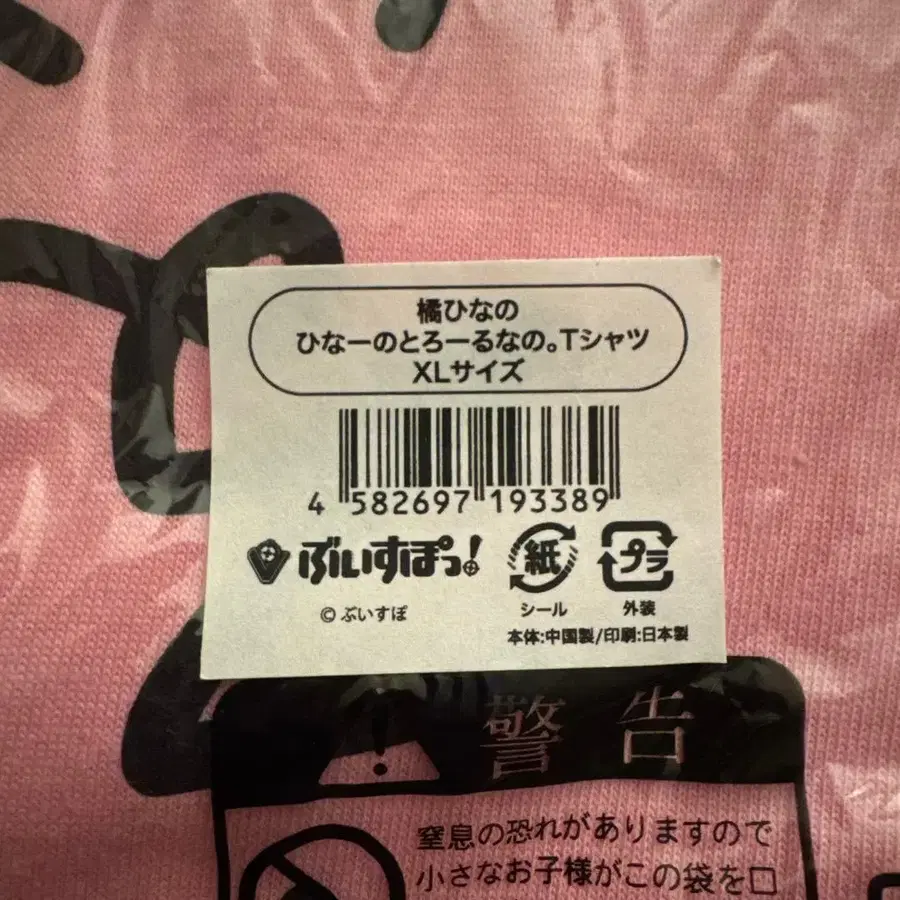 橘ひなの
ひなーのとろーるなの。Tシャツ
XLサイズ
4 582697 193389
ぶいすぽっ!
紙
プラ
シール
外装
©ぶいすぽ
本体:中国製/印刷:日本製
警告
窒息の恐れがありますので
小さなお子様がこの袋を口